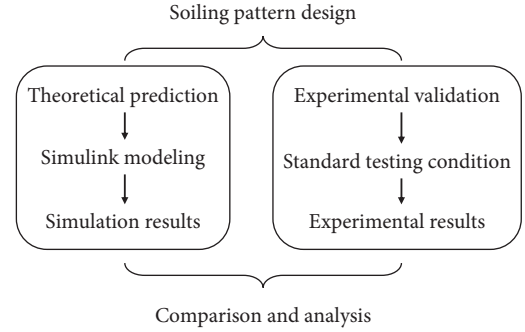 Soiling pattern design
Theoretical prediction
Simulink modeling
Simulation results
Experimental validation
Standard testing condition
Experimental results
Comparison and analysis